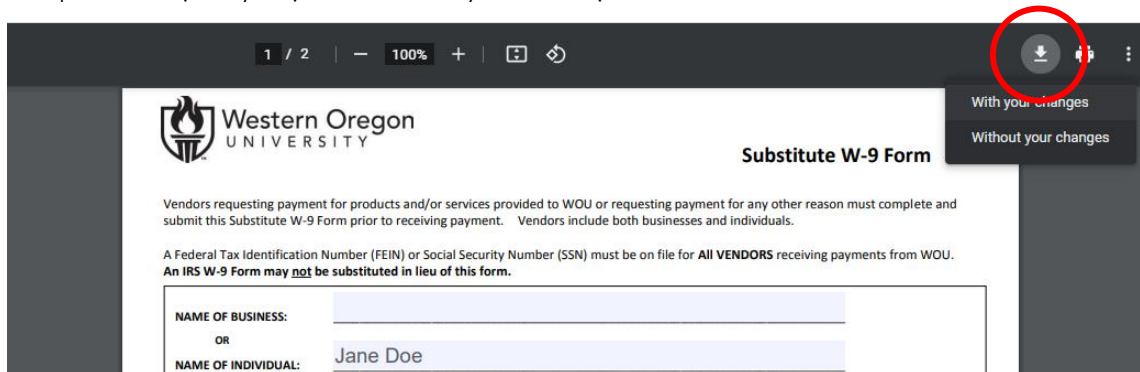 1 / 2 | − 100% + |
With your changes
Without your changes
Western Oregon
UNIVERSITY
Substitute W-9 Form
Vendors requesting payment for products and/or services provided to WOU or requesting payment for any other reason must complete and
submit this Substitute W-9 Form prior to receiving payment. Vendors include both businesses and individuals.
A Federal Tax Identification Number (FEIN) or Social Security Number (SSN) must be on file for All VENDORS receiving payments from WOU.
An IRS W-9 Form may not be substituted in lieu of this form.
NAME OF BUSINESS:
OR
NAME OF INDIVIDUAL: Jane Doe